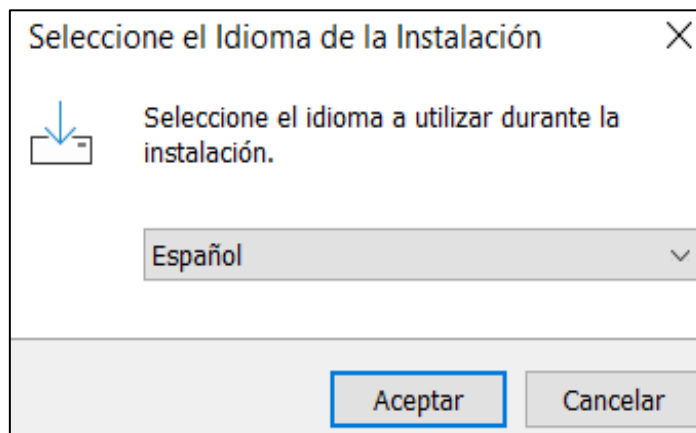 Seleccione el Idioma de la Instalación
Seleccione el idioma a utilizar durante la
instalación.
Español
Aceptar
Cancelar